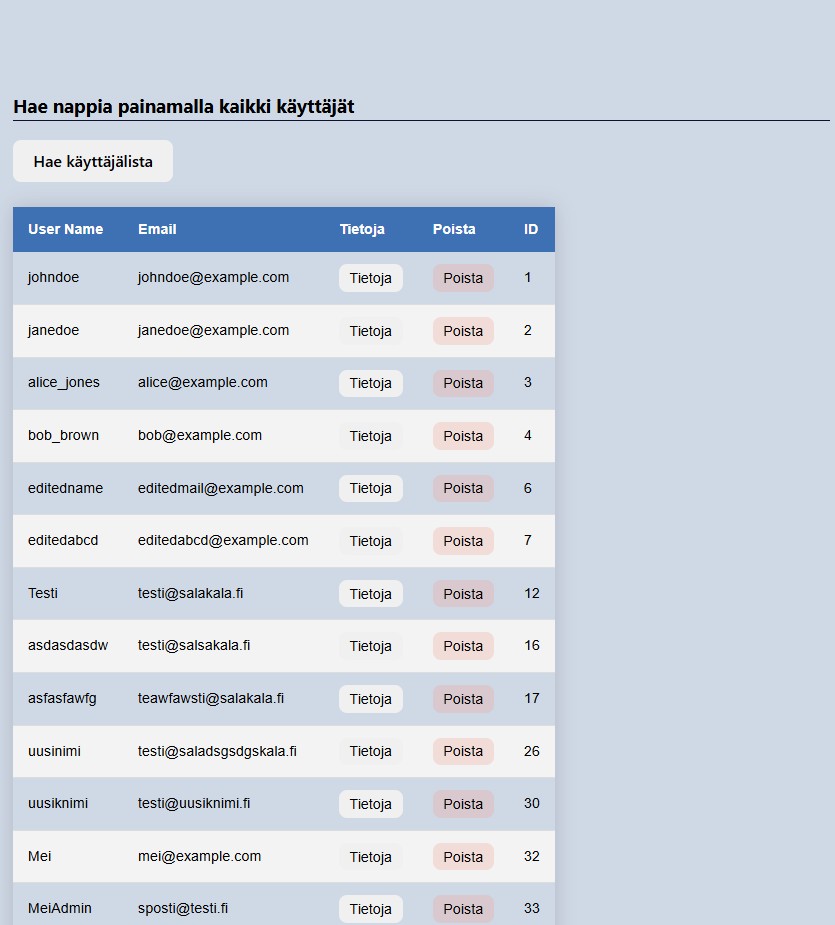 Hae nappia painamalla kaikki käyttäjät
Hae käyttäjälista
User Name Email Tietoja Poista ID
johndoe johndoe@example.com Tietoja Poista 1
janedoe janedoe@example.com Tietoja Poista 2
alice_jones alice@example.com Tietoja Poista 3
bob_brown bob@example.com Tietoja Poista 4
editedname editedmail@example.com Tietoja Poista 6
editedabcd editedabcd@example.com Tietoja Poista 7
Testi testi@salakala.fi Tietoja Poista 12
asdasdasdw testi@salsakala.fi Tietoja Poista 16
asfasfawfg teawfawsti@salakala.fi Tietoja Poista 17
uusinimi testi@saladsgsdgskala.fi Tietoja Poista 26
uusiknimi testi@uusiknimi.fi Tietoja Poista 30
Mei mei@example.com Tietoja Poista 32
MeiAdmin sposti@testi.fi Tietoja Poista 33